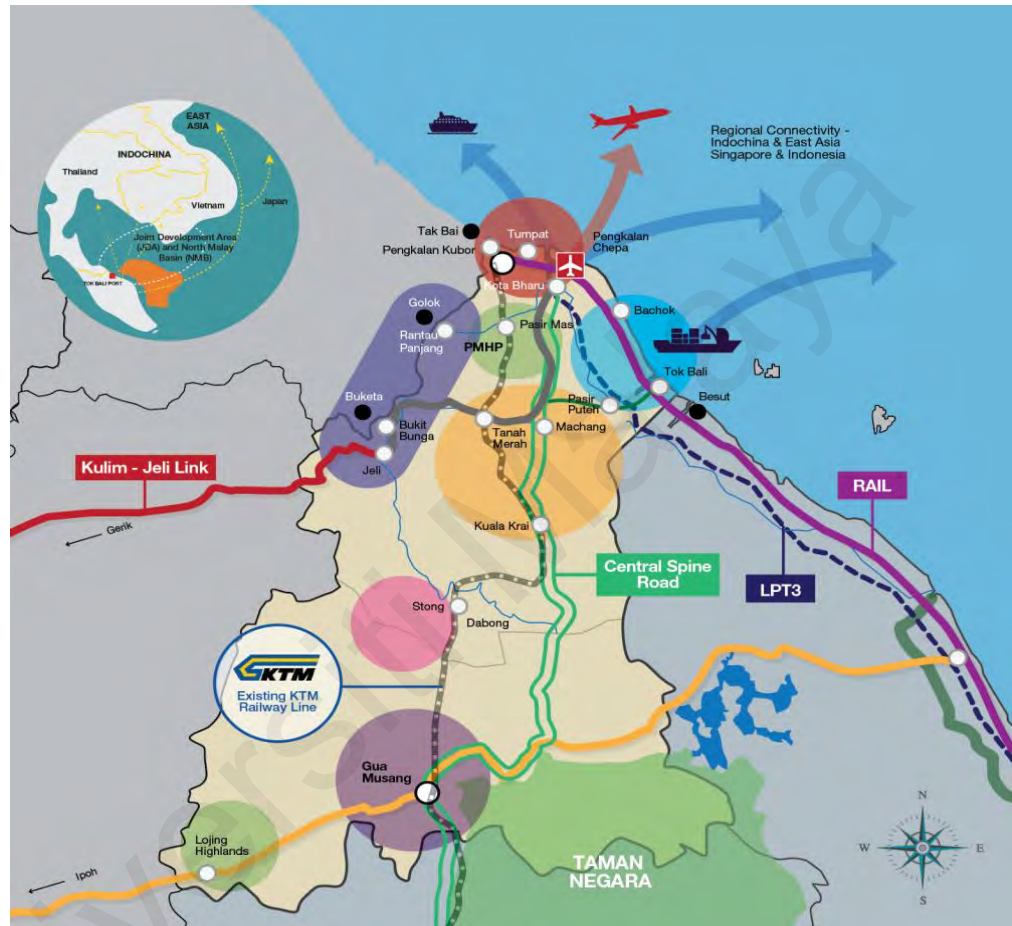 EAST
ASIA
INDOCHINA
Thailand
Vietnam
Japan
Joint Development Area
(JDA) and North Malay
Basin (NMB)
TOK BALI POST
Regional Connectivity -
Indochina & East Asia
Singapore & Indonesia
Tak Bai
Pengkalan Kubor
Tumpat
Pengkalan
Chepa
Kota Bharu
Golok
Rantau
Panjang
PMHP
Pasir Mas
Bachok
Tok Bali
Besut
Buketa
Bukit
Bunga
Jeli
Tanah
Merah
Pasir
Puteh
Machang
Kulim - Jeli Link
Gerik
Kuala Krai
RAIL
Central Spine
Road
LPT3
Stong
Dabong
KTM
Existing KTM
Railway Line
Gua
Musang
Lojing
Highlands
Ipoh
TAMAN
NEGARA
N
W
E
S